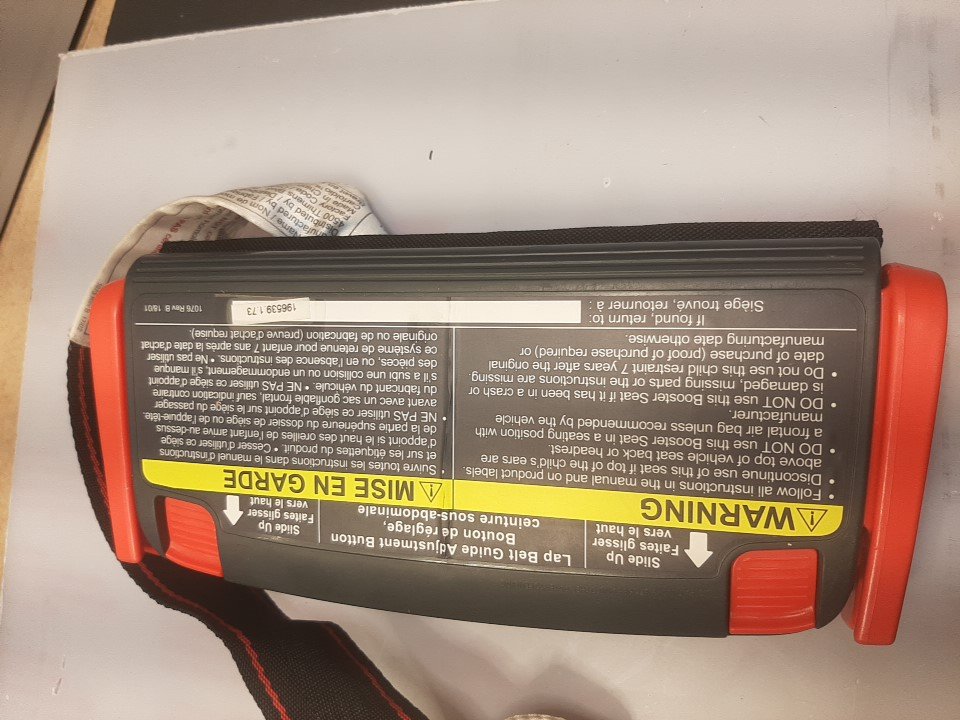 Slide Up
Faites glisser
vers le haut
Lap Belt Guide Adjustment Button
Bouton de réglage,
ceinture sous-abdominale
Slide Up
Faites glisser
vers le haut
WARNING
• Follow all instructions in the manual and on product labels.
• Discontinue use of this seat if top of the child's ears are
above top of vehicle seat back or headrest.
• DO NOT use this Booster Seat in a seating position with
a frontal air bag unless recommended by the vehicle
manufacturer.
• DO NOT use this Booster Seat if it has been in a crash or
is damaged, missing parts or the instructions are missing.
• Do not use this child restraint 7 years after the original
date of purchase (proof of purchase required) or
manufacturing date otherwise.
MISE EN GARDE
• Suivre toutes les instructions dans le manuel d'instructions
et sur les étiquettes du produit. • Cesser d'utiliser ce siège
d'appoint si le haut des oreilles de l'enfant arrive au-dessus
de la partie supérieure du dossier de siège ou de l'appuie-tête.
• NE PAS utiliser ce siège d'appoint sur le siège du passager
avant avec un sac gonflable frontal, sauf indication contraire
du fabricant du véhicule. • NE PAS utiliser ce siège d'appoint
s'il a subi une collision ou un endommagement, s'il manque
des pièces, ou en l'absence des instructions. • Ne pas utiliser
ce système de retenue pour enfant 7 ans après la date d'achat
originale ou de fabrication (preuve d'achat requise).
If found, return to:
Siège trouvé, retourner à
196539 1.73
1076 Rev B. 18/01